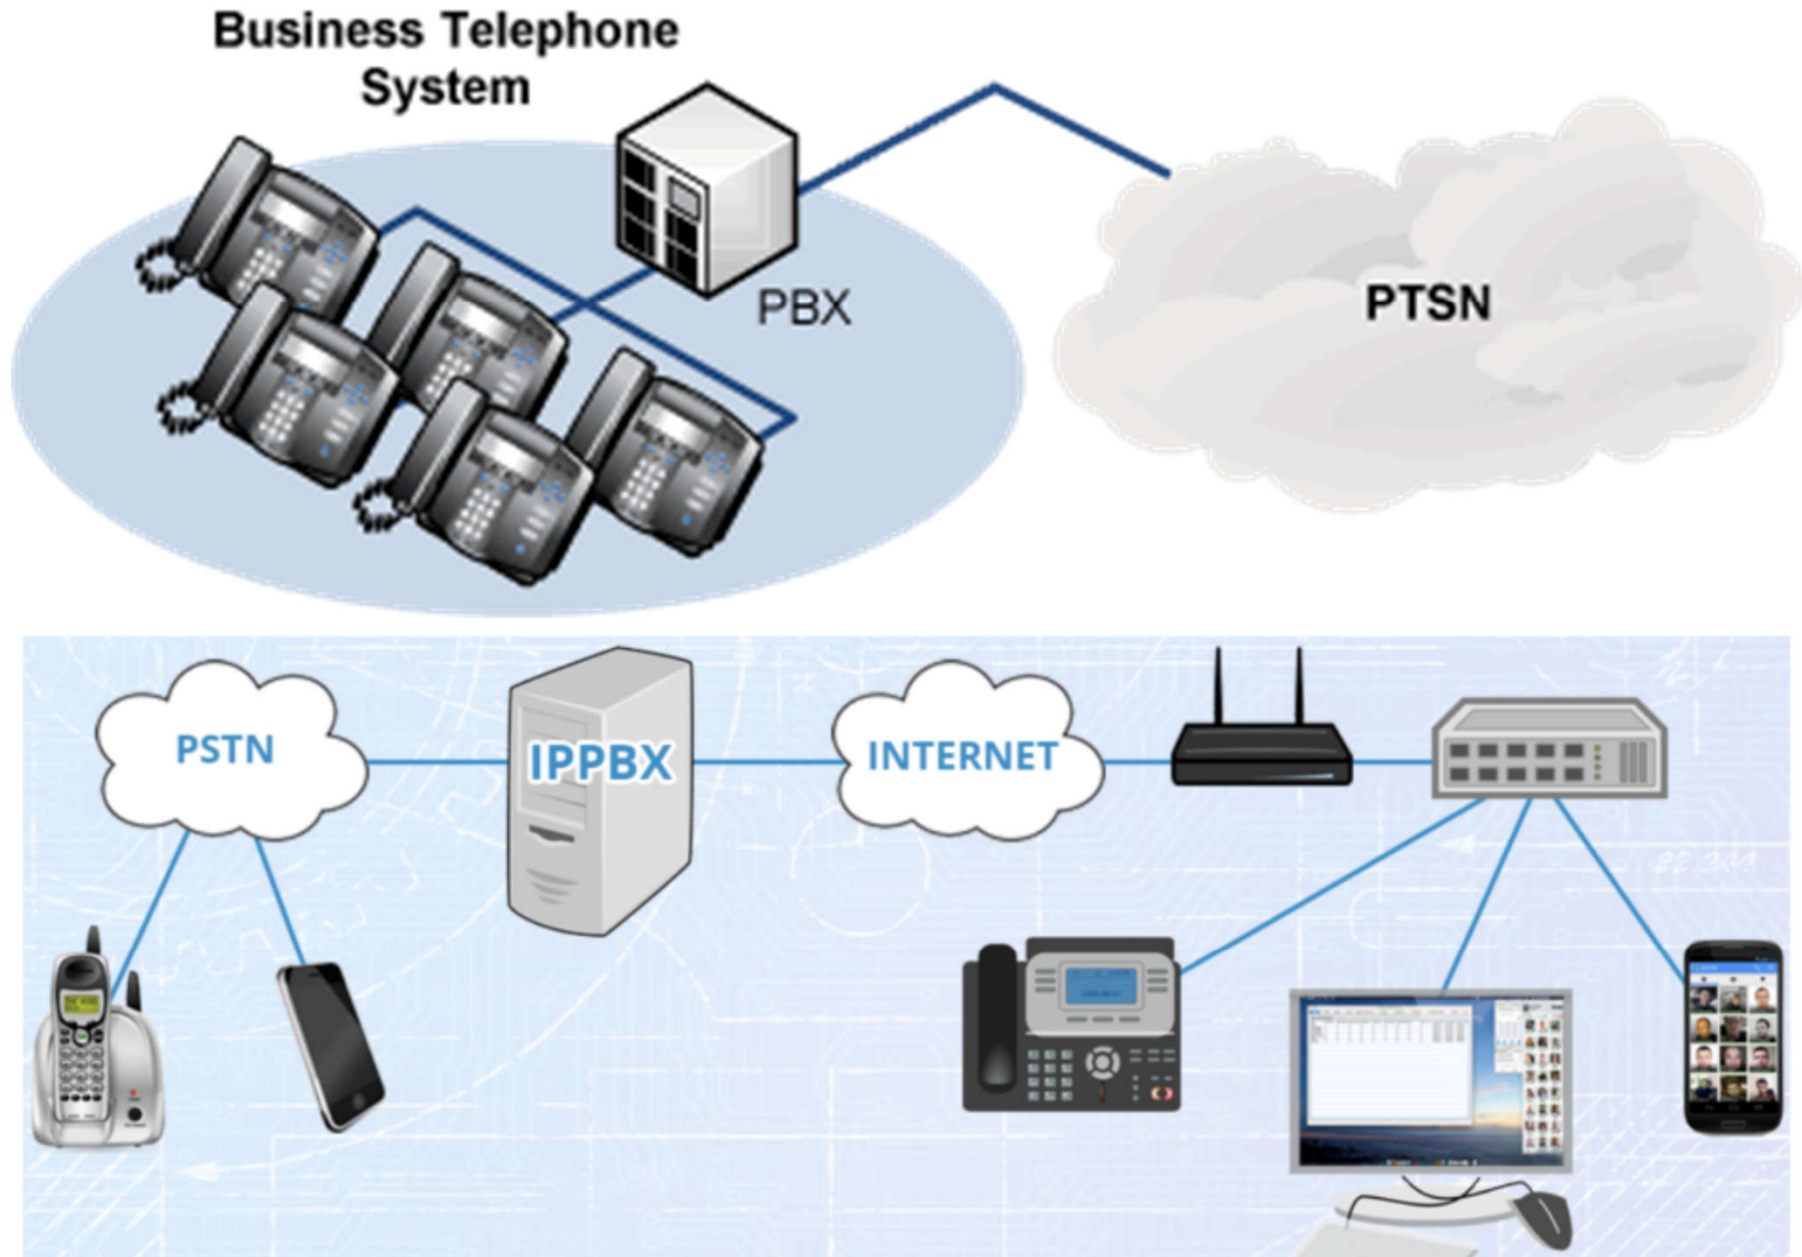 Business Telephone
System
PBX
PTSN
PSTN
IPPBX
INTERNET